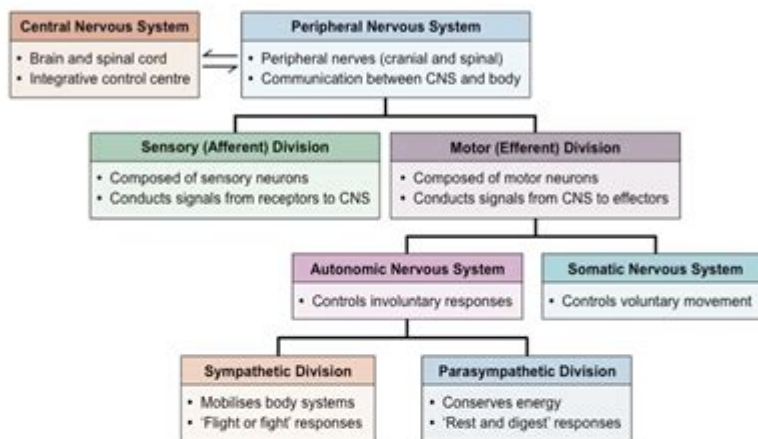 Central Nervous System
• Brain and spinal cord
• Integrative control centre
Peripheral Nervous System
• Peripheral nerves (cranial and spinal)
• Communication between CNS and body
Sensory (Afferent) Division
• Composed of sensory neurons
• Conducts signals from receptors to CNS
Motor (Efferent) Division
• Composed of motor neurons
• Conducts signals from CNS to effectors
Autonomic Nervous System
• Controls involuntary responses
Somatic Nervous System
• Controls voluntary movement
Sympathetic Division
• Mobilises body systems
• 'Flight or fight' responses
Parasympathetic Division
• Conserves energy
• 'Rest and digest' responses